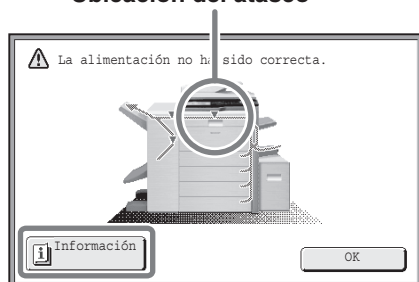 Ubicación del atasco
La alimentación no ha sido correcta.
Información
OK